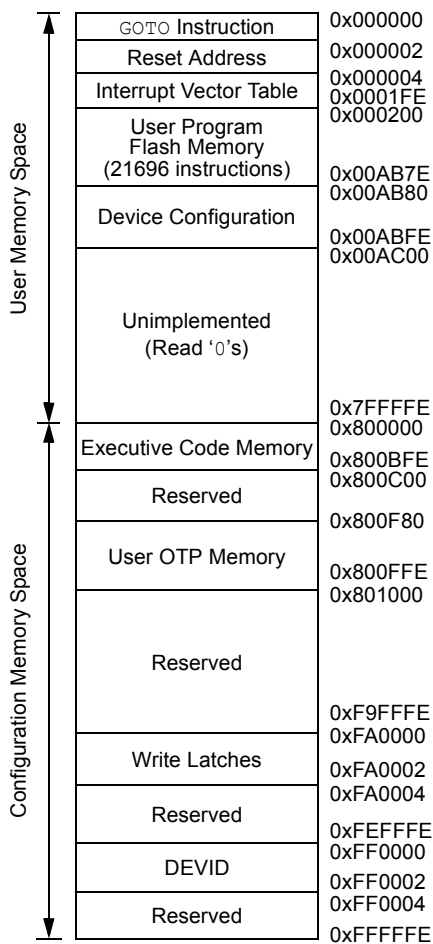 GOTO Instruction
0x000000
Reset Address
0x000002
Interrupt Vector Table
0x000004
0x0001FE
User Program
Flash Memory
(21696 instructions)
0x000200
0x00AB7E
Device Configuration
0x00AB80
0x00ABFE
Unimplemented
(Read ‘0’s)
0x00AC00
0x7FFFFE
User Memory Space
Executive Code Memory
0x800000
0x800BFE
Reserved
0x800C00
User OTP Memory
0x800F80
0x800FFE
Reserved
0x801000
0xF9FFFE
Write Latches
0xFA0000
0xFA0002
Reserved
0xFA0004
0xFEFFFE
DEVID
0xFF0000
0xFF0002
Reserved
0xFF0004
0xFFFFFE
Configuration Memory Space